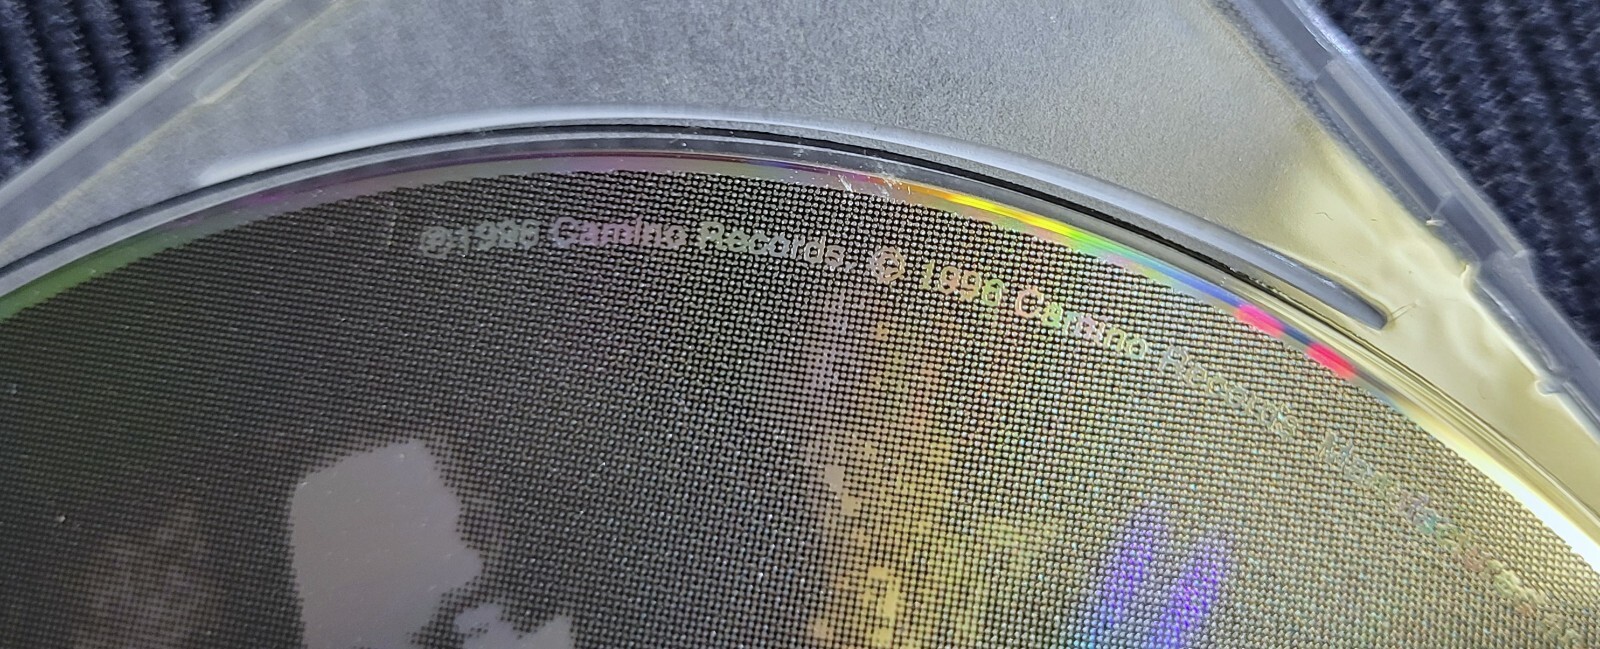 ℗1996 Camino Records. © 1996 Camino Records.